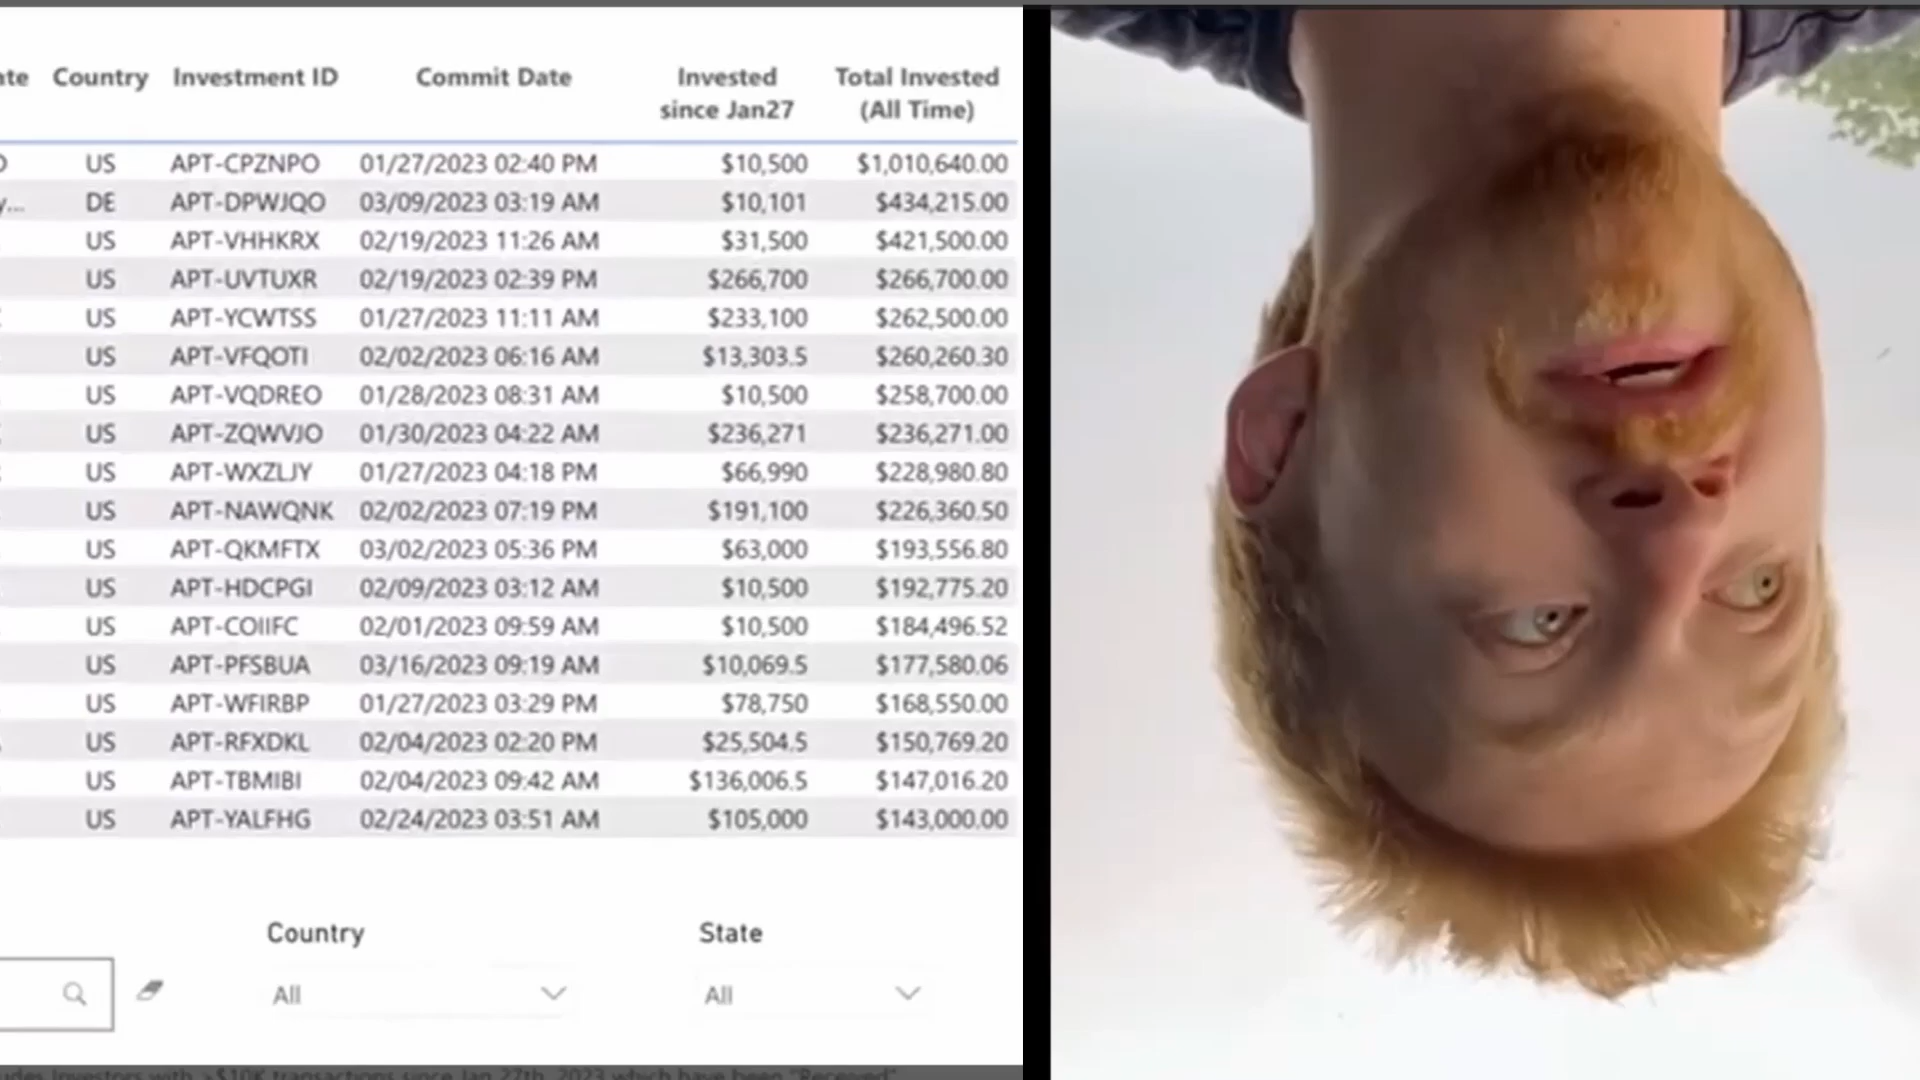 Country Investment ID Commit Date Invested since Jan27 Total Invested (All Time)
US APT-CPZNPO 01/27/2023 02:40 PM $10,500 $1,010,640.00
DE APT-DPWJQO 03/09/2023 03:19 AM $10,101 $434,215.00
US APT-VHHKRX 02/19/2023 11:26 AM $31,500 $421,500.00
US APT-UVTUXR 02/19/2023 02:39 PM $266,700 $266,700.00
US APT-YCWTSS 01/27/2023 11:11 AM $233,100 $262,500.00
US APT-VFQOTI 02/02/2023 06:16 AM $13,303.5 $260,260.30
US APT-VQDREO 01/28/2023 08:31 AM $10,500 $258,700.00
US APT-ZQWVJO 01/30/2023 04:22 AM $236,271 $236,271.00
US APT-WXZLJY 01/27/2023 04:18 PM $66,990 $228,980.80
US APT-NAWQNK 02/02/2023 07:19 PM $191,100 $226,360.50
US APT-QKMFTX 03/02/2023 05:36 PM $63,000 $193,556.80
US APT-HDCPGI 02/09/2023 03:12 AM $10,500 $192,775.20
US APT-COIIFC 02/01/2023 09:59 AM $10,500 $184,496.52
US APT-PFSBUA 03/16/2023 09:19 AM $10,069.5 $177,580.06
US APT-WFIRBP 01/27/2023 03:29 PM $78,750 $168,550.00
US APT-RFXDKL 02/04/2023 02:20 PM $25,504.5 $150,769.20
US APT-TBMIBI 02/04/2023 09:42 AM $136,006.5 $147,016.20
US APT-YALFHG 02/24/2023 03:51 AM $105,000 $143,000.00
Country State
All All
Investors with >$10K transactions since Jan 27th, 2023 which have been "Received"